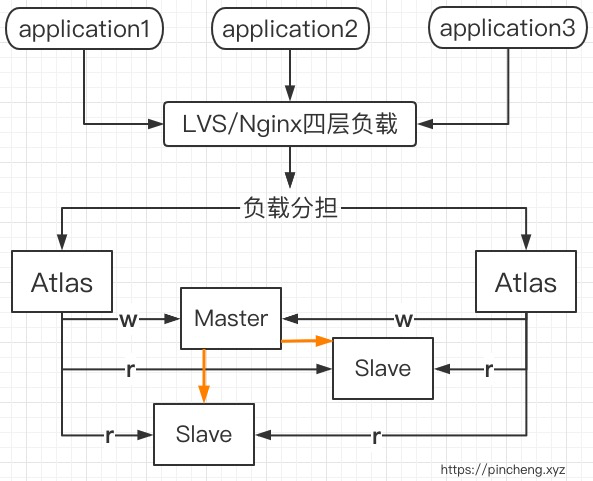 application1
application2
application3
LVS/Nginx四层负载
负载分担
Atlas
Atlas
w
Master
w
r
Slave
r
r
Slave
r
https://pincheng.xyz